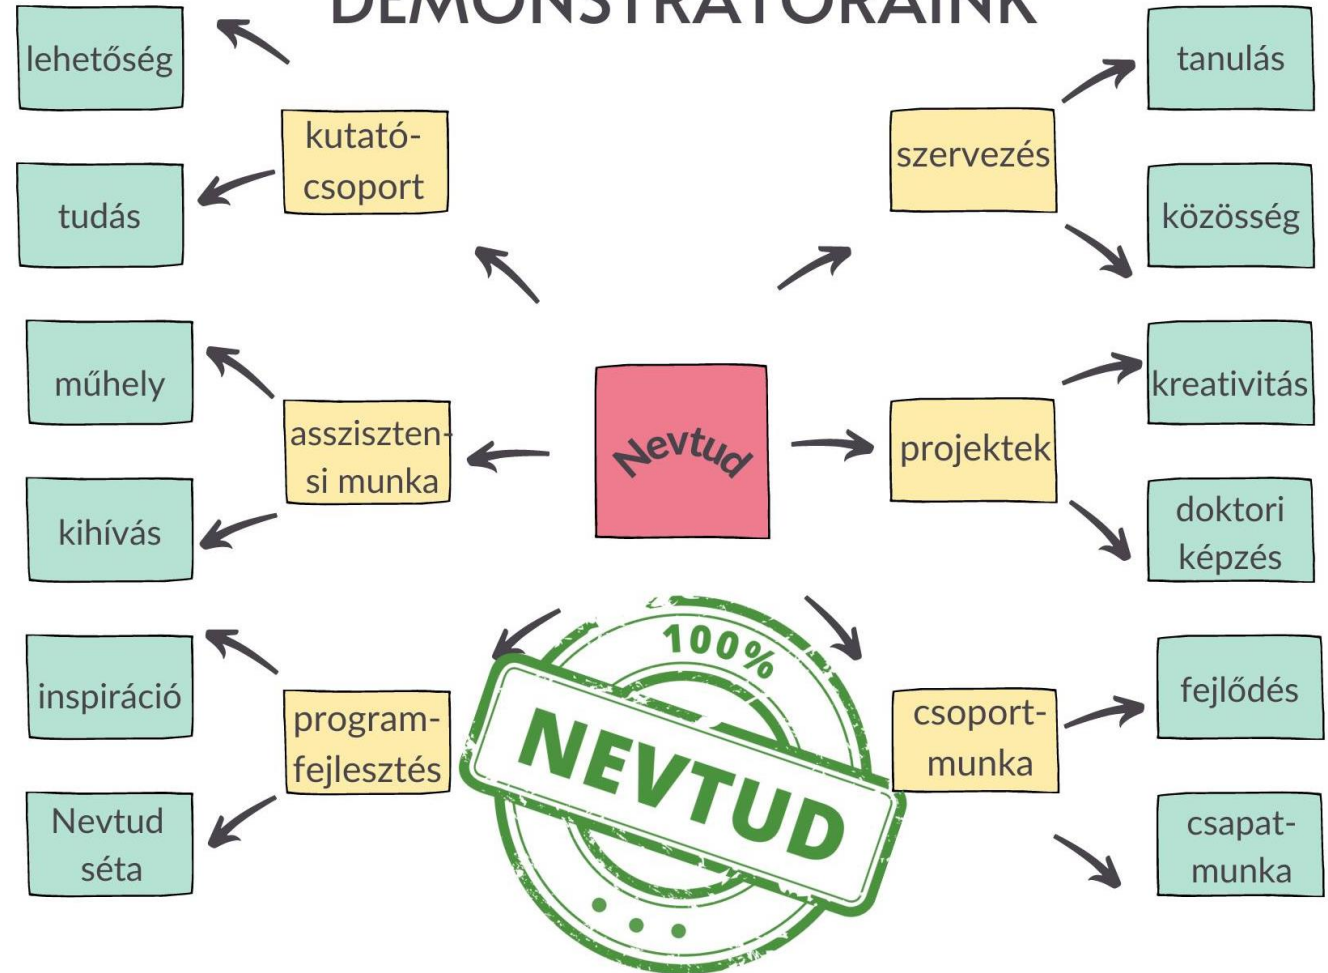 DEMONSTRÁTORAINK
lehetőség
kutató-
csoport
tudás
műhely
assziszten-
si munka
kihívás
inspiráció
program-
fejlesztés
Nevtud
séta
Nevtud
szervezés
tanulás
közösség
projektek
kreativitás
doktori
képzés
csoport-
munka
fejlődés
csapat-
munka
100%
NEVTUD